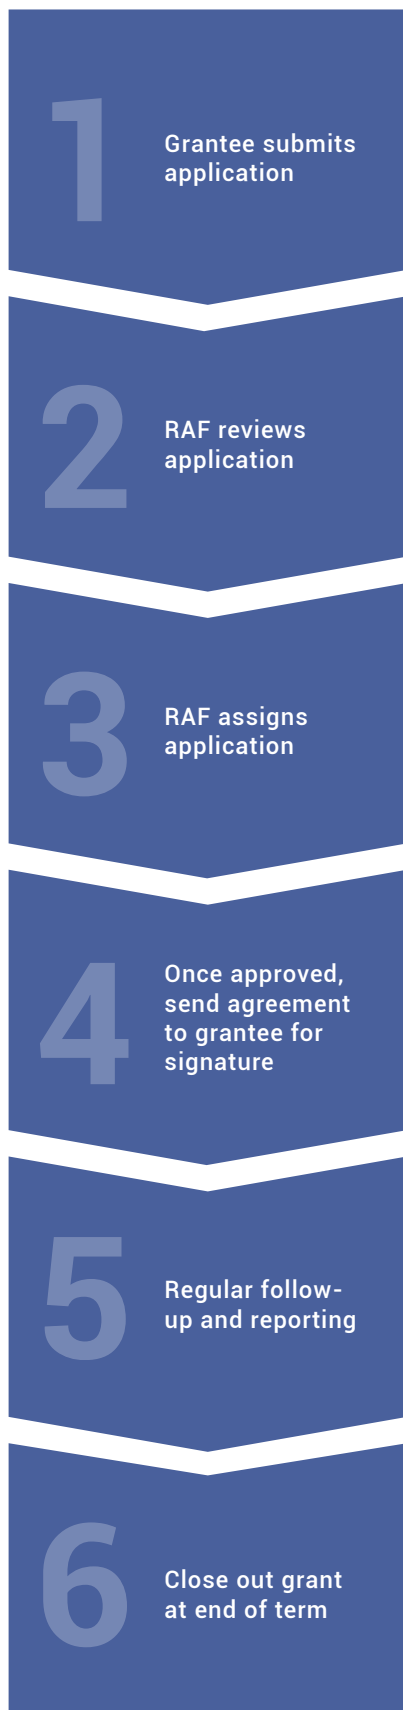 1
Grantee submits
application
2
RAF reviews
application
3
RAF assigns
application
4
Once approved,
send agreement
to grantee for
signature
5
Regular follow-
up and reporting
6
Close out grant
at end of term